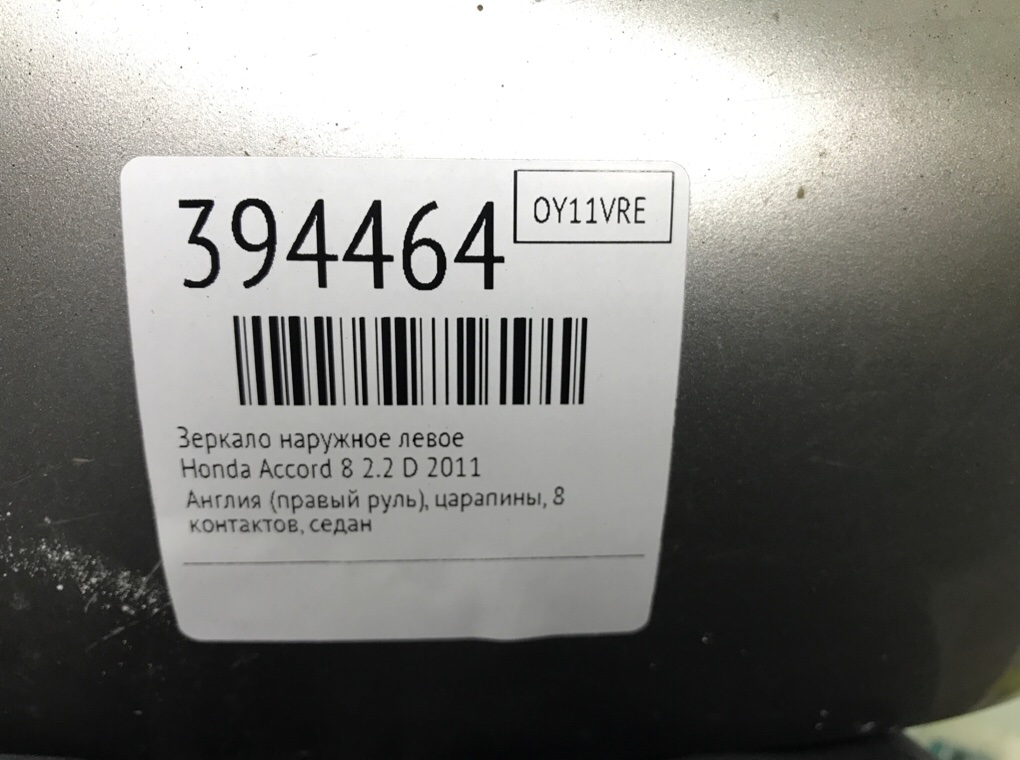 394464
OY11VRE
Зеркало наружное левое
Honda Accord 8 2.2 D 2011
Англия (правый руль), царапины, 8
контактов, седан